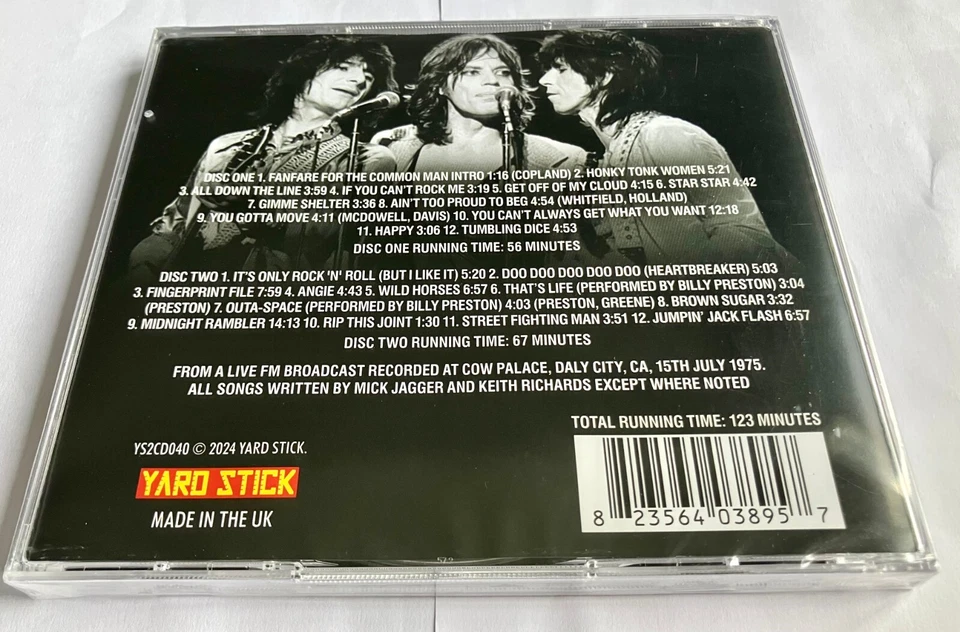 DISC ONE 1. FANFARE FOR THE COMMON MAN INTRO 1:16 (COPLAND) 2. HONKY TONK WOMEN 5:21
3. ALL DOWN THE LINE 3:59 4. IF YOU CAN'T ROCK ME 3:19 5. GET OFF OF MY CLOUD 4:15 6. STAR STAR 4:42
7. GIMME SHELTER 3:36 8. AIN'T TOO PROUD TO BEG 4:54 (WHITFIELD, HOLLAND)
9. YOU GOTTA MOVE 4:11 (MCDOWELL, DAVIS) 10. YOU CAN'T ALWAYS GET WHAT YOU WANT 12:18
11. HAPPY 3:06 12. TUMBLING DICE 4:53
DISC ONE RUNNING TIME: 56 MINUTES
DISC TWO 1. IT'S ONLY ROCK 'N' ROLL (BUT I LIKE IT) 5:20 2. DOO DOO DOO DOO DOO (HEARTBREAKER) 5:03
3. FINGERPRINT FILE 7:59 4. ANGIE 4:43 5. WILD HORSES 6:57 6. THAT'S LIFE (PERFORMED BY BILLY PRESTON) 3:04
(PRESTON) 7. OUTA-SPACE (PERFORMED BY BILLY PRESTON) 4:03 (PRESTON, GREENE) 8. BROWN SUGAR 3:32
9. MIDNIGHT RAMBLER 14:13 10. RIP THIS JOINT 1:30 11. STREET FIGHTING MAN 3:51 12. JUMPIN' JACK FLASH 6:57
DISC TWO RUNNING TIME: 67 MINUTES
FROM A LIVE FM BROADCAST RECORDED AT COW PALACE, DALY CITY, CA, 15TH JULY 1975.
ALL SONGS WRITTEN BY MICK JAGGER AND KEITH RICHARDS EXCEPT WHERE NOTED
TOTAL RUNNING TIME: 123 MINUTES
YS2CD040 © 2024 YARD STICK.
YARD STICK
MADE IN THE UK
8 23564 03895 7